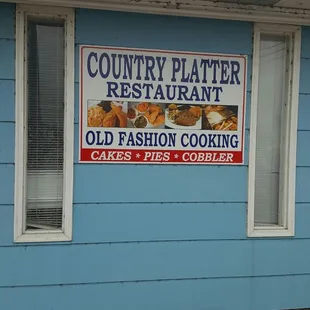 COUNTRY PLATTER
RESTAURANT
OLD FASHION COOKING
CAKES * PIES * COBBLER